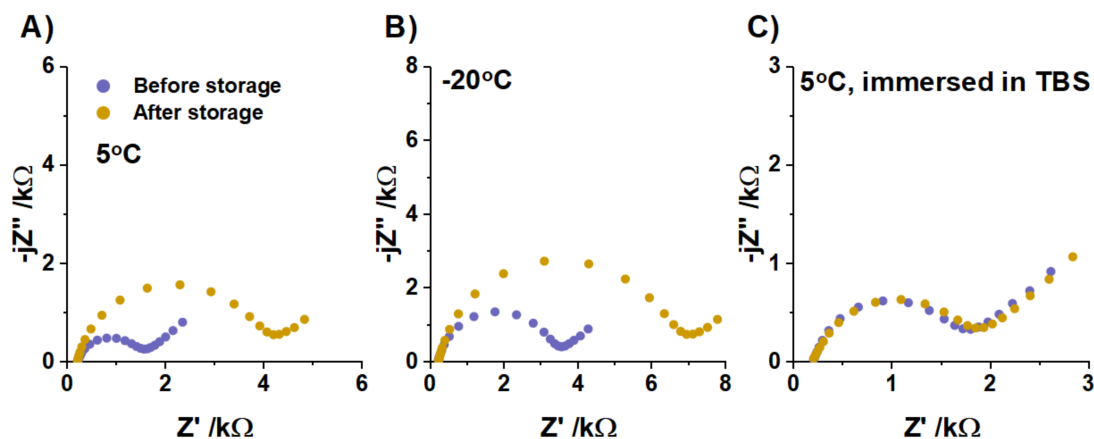 A)
B)
C)
6
4
2
0
-jZ" /kΩ
Before storage
After storage
5°C
0
2
4
6
Z' /kΩ
8
6
4
2
0
-jZ" /kΩ
-20°C
0
2
4
6
8
Z' /kΩ
3
2
1
0
-jZ" /kΩ
5°C, immersed in TBS
0
1
2
3
Z' /kΩ